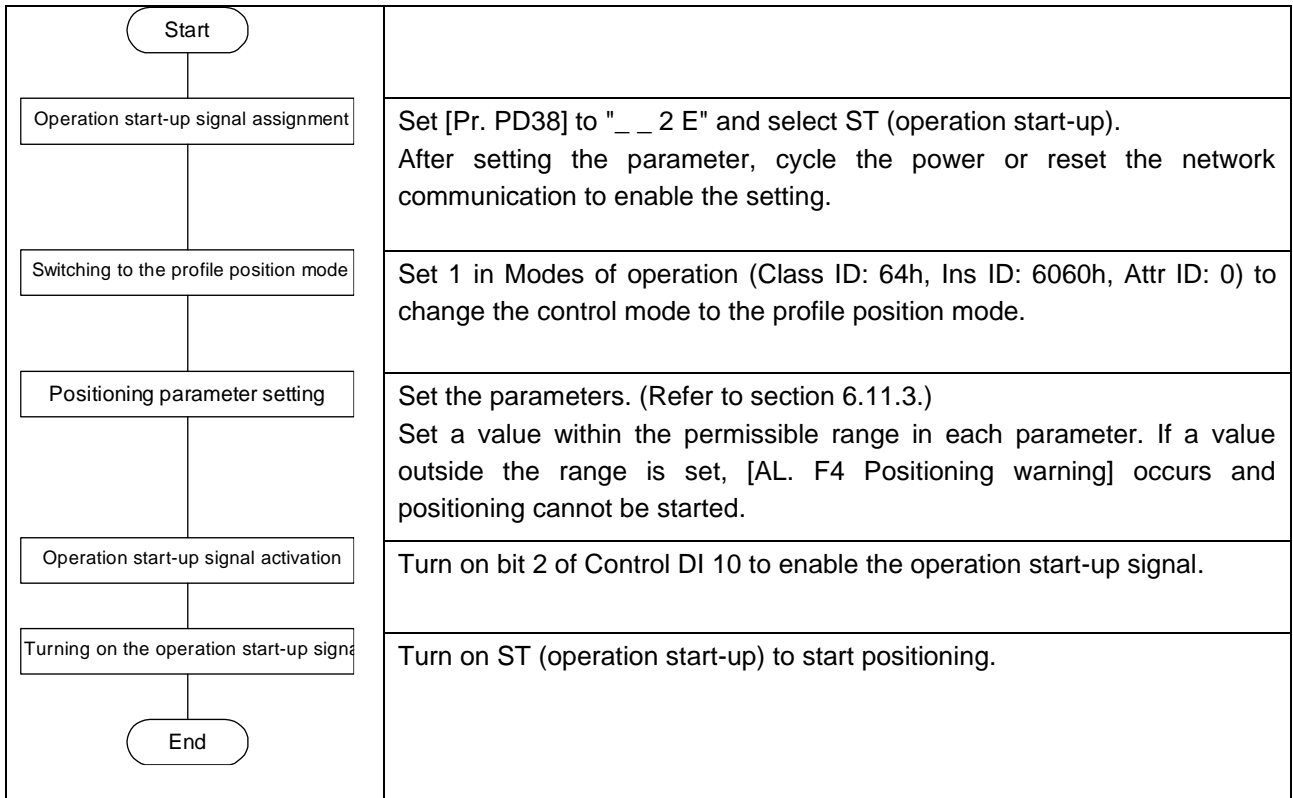 Start
Operation start-up signal assignment
Set [Pr. PD38] to "_ _ 2 E" and select ST (operation start-up).
After setting the parameter, cycle the power or reset the network
communication to enable the setting.
Switching to the profile position mode
Set 1 in Modes of operation (Class ID: 64h, Ins ID: 6060h, Attr ID: 0) to
change the control mode to the profile position mode.
Positioning parameter setting
Set the parameters. (Refer to section 6.11.3.)
Set a value within the permissible range in each parameter. If a value
outside the range is set, [AL. F4 Positioning warning] occurs and
positioning cannot be started.
Operation start-up signal activation
Turn on bit 2 of Control DI 10 to enable the operation start-up signal.
Turning on the operation start-up signa
Turn on ST (operation start-up) to start positioning.
End